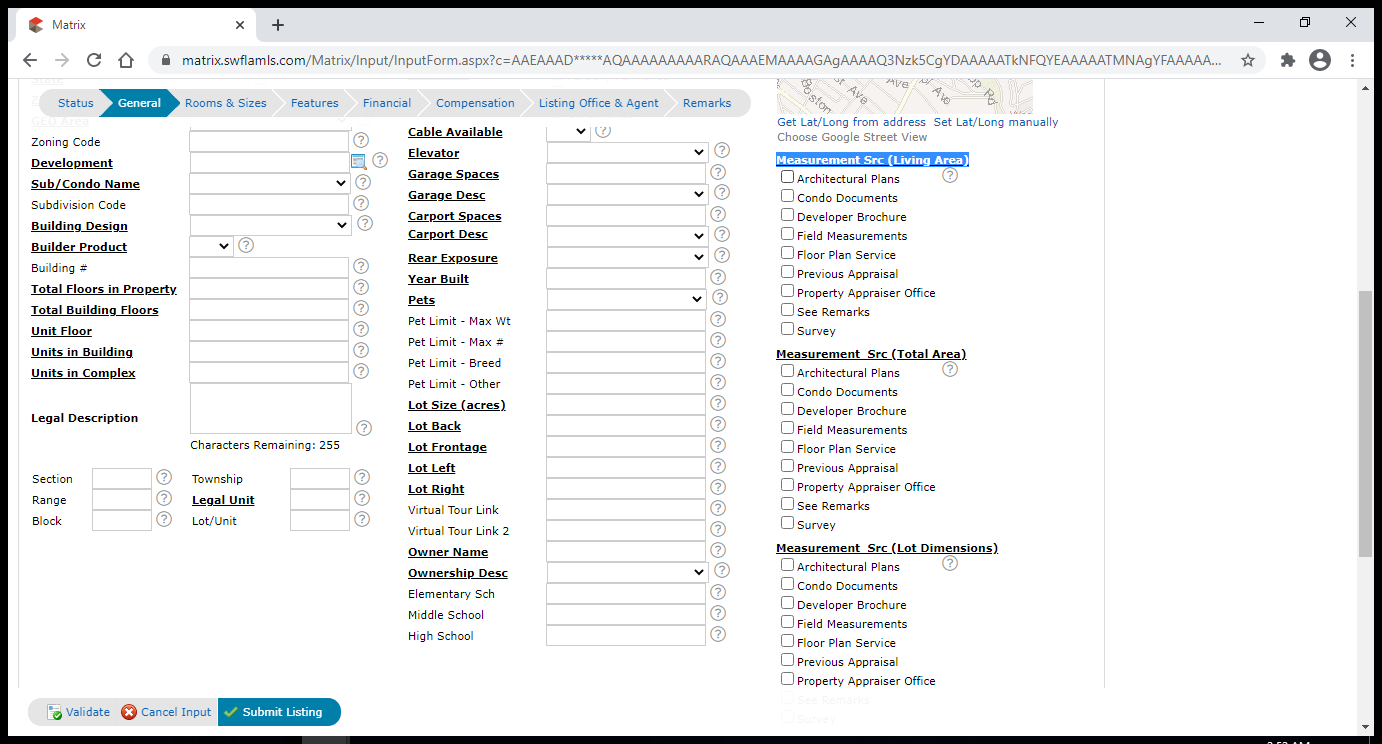 Matrix
matrix.swflamls.com/Matrix/Input/InputForm.aspx?c=AAEAAAD*****AQAAAAAAAAARAQAAAEMAAAAGAgAAAAQ3Nzk5CgYDAAAAATkNFQYEAAAAATMNAgYFAAAAA...
State
Status General Rooms & Sizes Features Financial Compensation Listing Office & Agent Remarks
GEO Area
Zoning Code
Development
Sub/Condo Name
Subdivision Code
Building Design
Builder Product
Building #
Total Floors in Property
Total Building Floors
Unit Floor
Units in Building
Units in Complex
Legal Description
Characters Remaining: 255
Section Township
Range Legal Unit
Block Lot/Unit
Cable Available
Elevator
Garage Spaces
Garage Desc
Carport Spaces
Carport Desc
Rear Exposure
Year Built
Pets
Pet Limit - Max Wt
Pet Limit - Max #
Pet Limit - Breed
Pet Limit - Other
Lot Size (acres)
Lot Back
Lot Frontage
Lot Left
Lot Right
Virtual Tour Link
Virtual Tour Link 2
Owner Name
Ownership Desc
Elementary Sch
Middle School
High School
Ave Ave Rd
Get Lat/Long from address Set Lat/Long manually
Choose Google Street View
Measurement Src (Living Area)
Architectural Plans
Condo Documents
Developer Brochure
Field Measurements
Floor Plan Service
Previous Appraisal
Property Appraiser Office
See Remarks
Survey
Measurement Src (Total Area)
Architectural Plans
Condo Documents
Developer Brochure
Field Measurements
Floor Plan Service
Previous Appraisal
Property Appraiser Office
See Remarks
Survey
Measurement Src (Lot Dimensions)
Architectural Plans
Condo Documents
Developer Brochure
Field Measurements
Floor Plan Service
Previous Appraisal
Property Appraiser Office
See Remarks
Survey
Validate Cancel Input Submit Listing